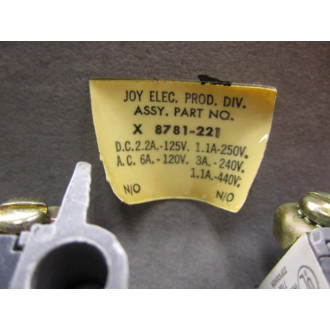 JOY ELEC. PROD. DIV.
ASSY. PART NO.
X 8781-221
D.C. 2.2A.-125V. 1.1A-250V.
A.C. 6A.-120V. 3A.-240V.
1.1A.-440V.
N/O N/O